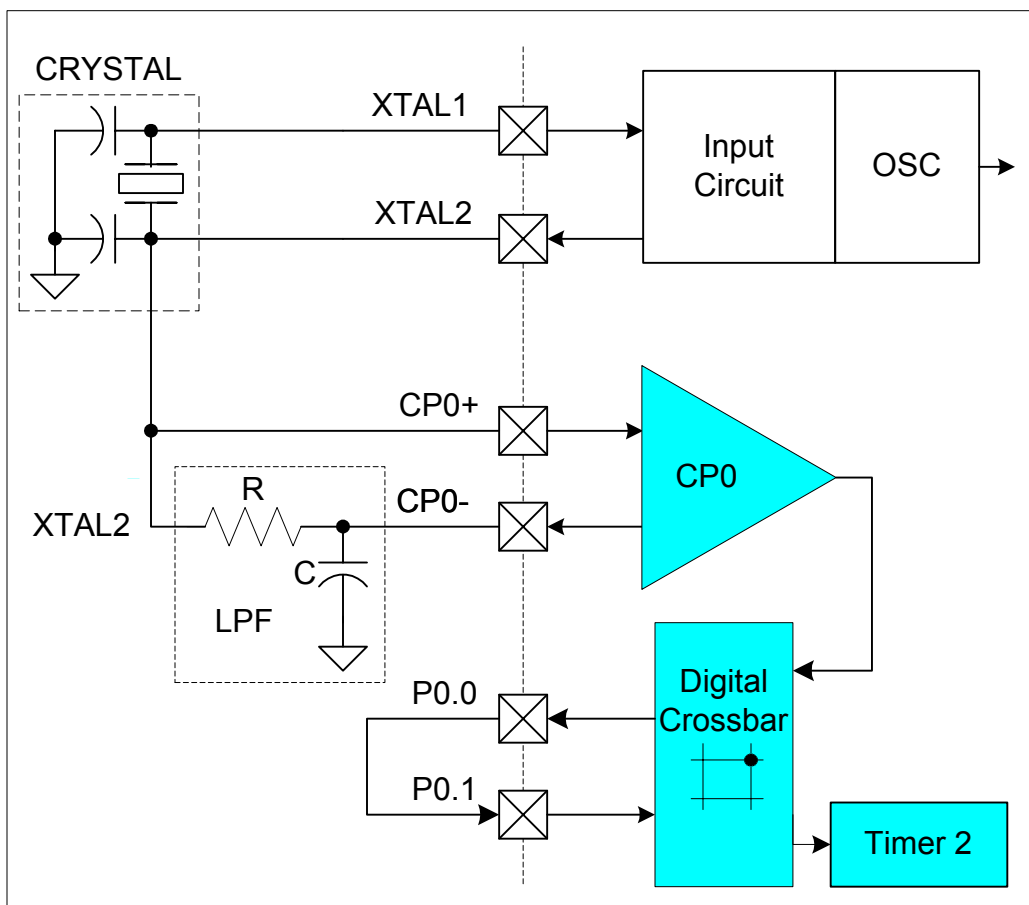 CRYSTAL
XTAL1
Input
Circuit
OSC
XTAL2
CP0+
CP0
R
CP0-
XTAL2
C
LPF
P0.0
Digital
Crossbar
P0.1
Timer 2